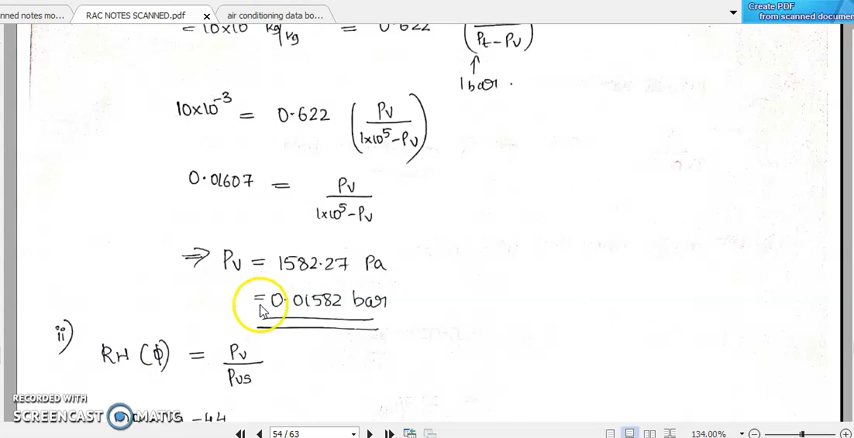 nned notes mo... RAC NOTES SCANNED.pdf × air conditioning data bo... Create PDF
from scanned documen
= 10×10 kg/kg = 0.622 (Pt - Pv)
↑
1 bar.
10×10⁻³ = 0.622 (Pv / 1×10⁵ - Pv)
0.01607 = Pv / 1×10⁵ - Pv
⇒ Pv = 1582.27 Pa
= 0.01582 bar
ii) RH (ϕ) = Pv / Pvs
RECORDED WITH
SCREENCAST MATIC -44
54 / 63 134.00%